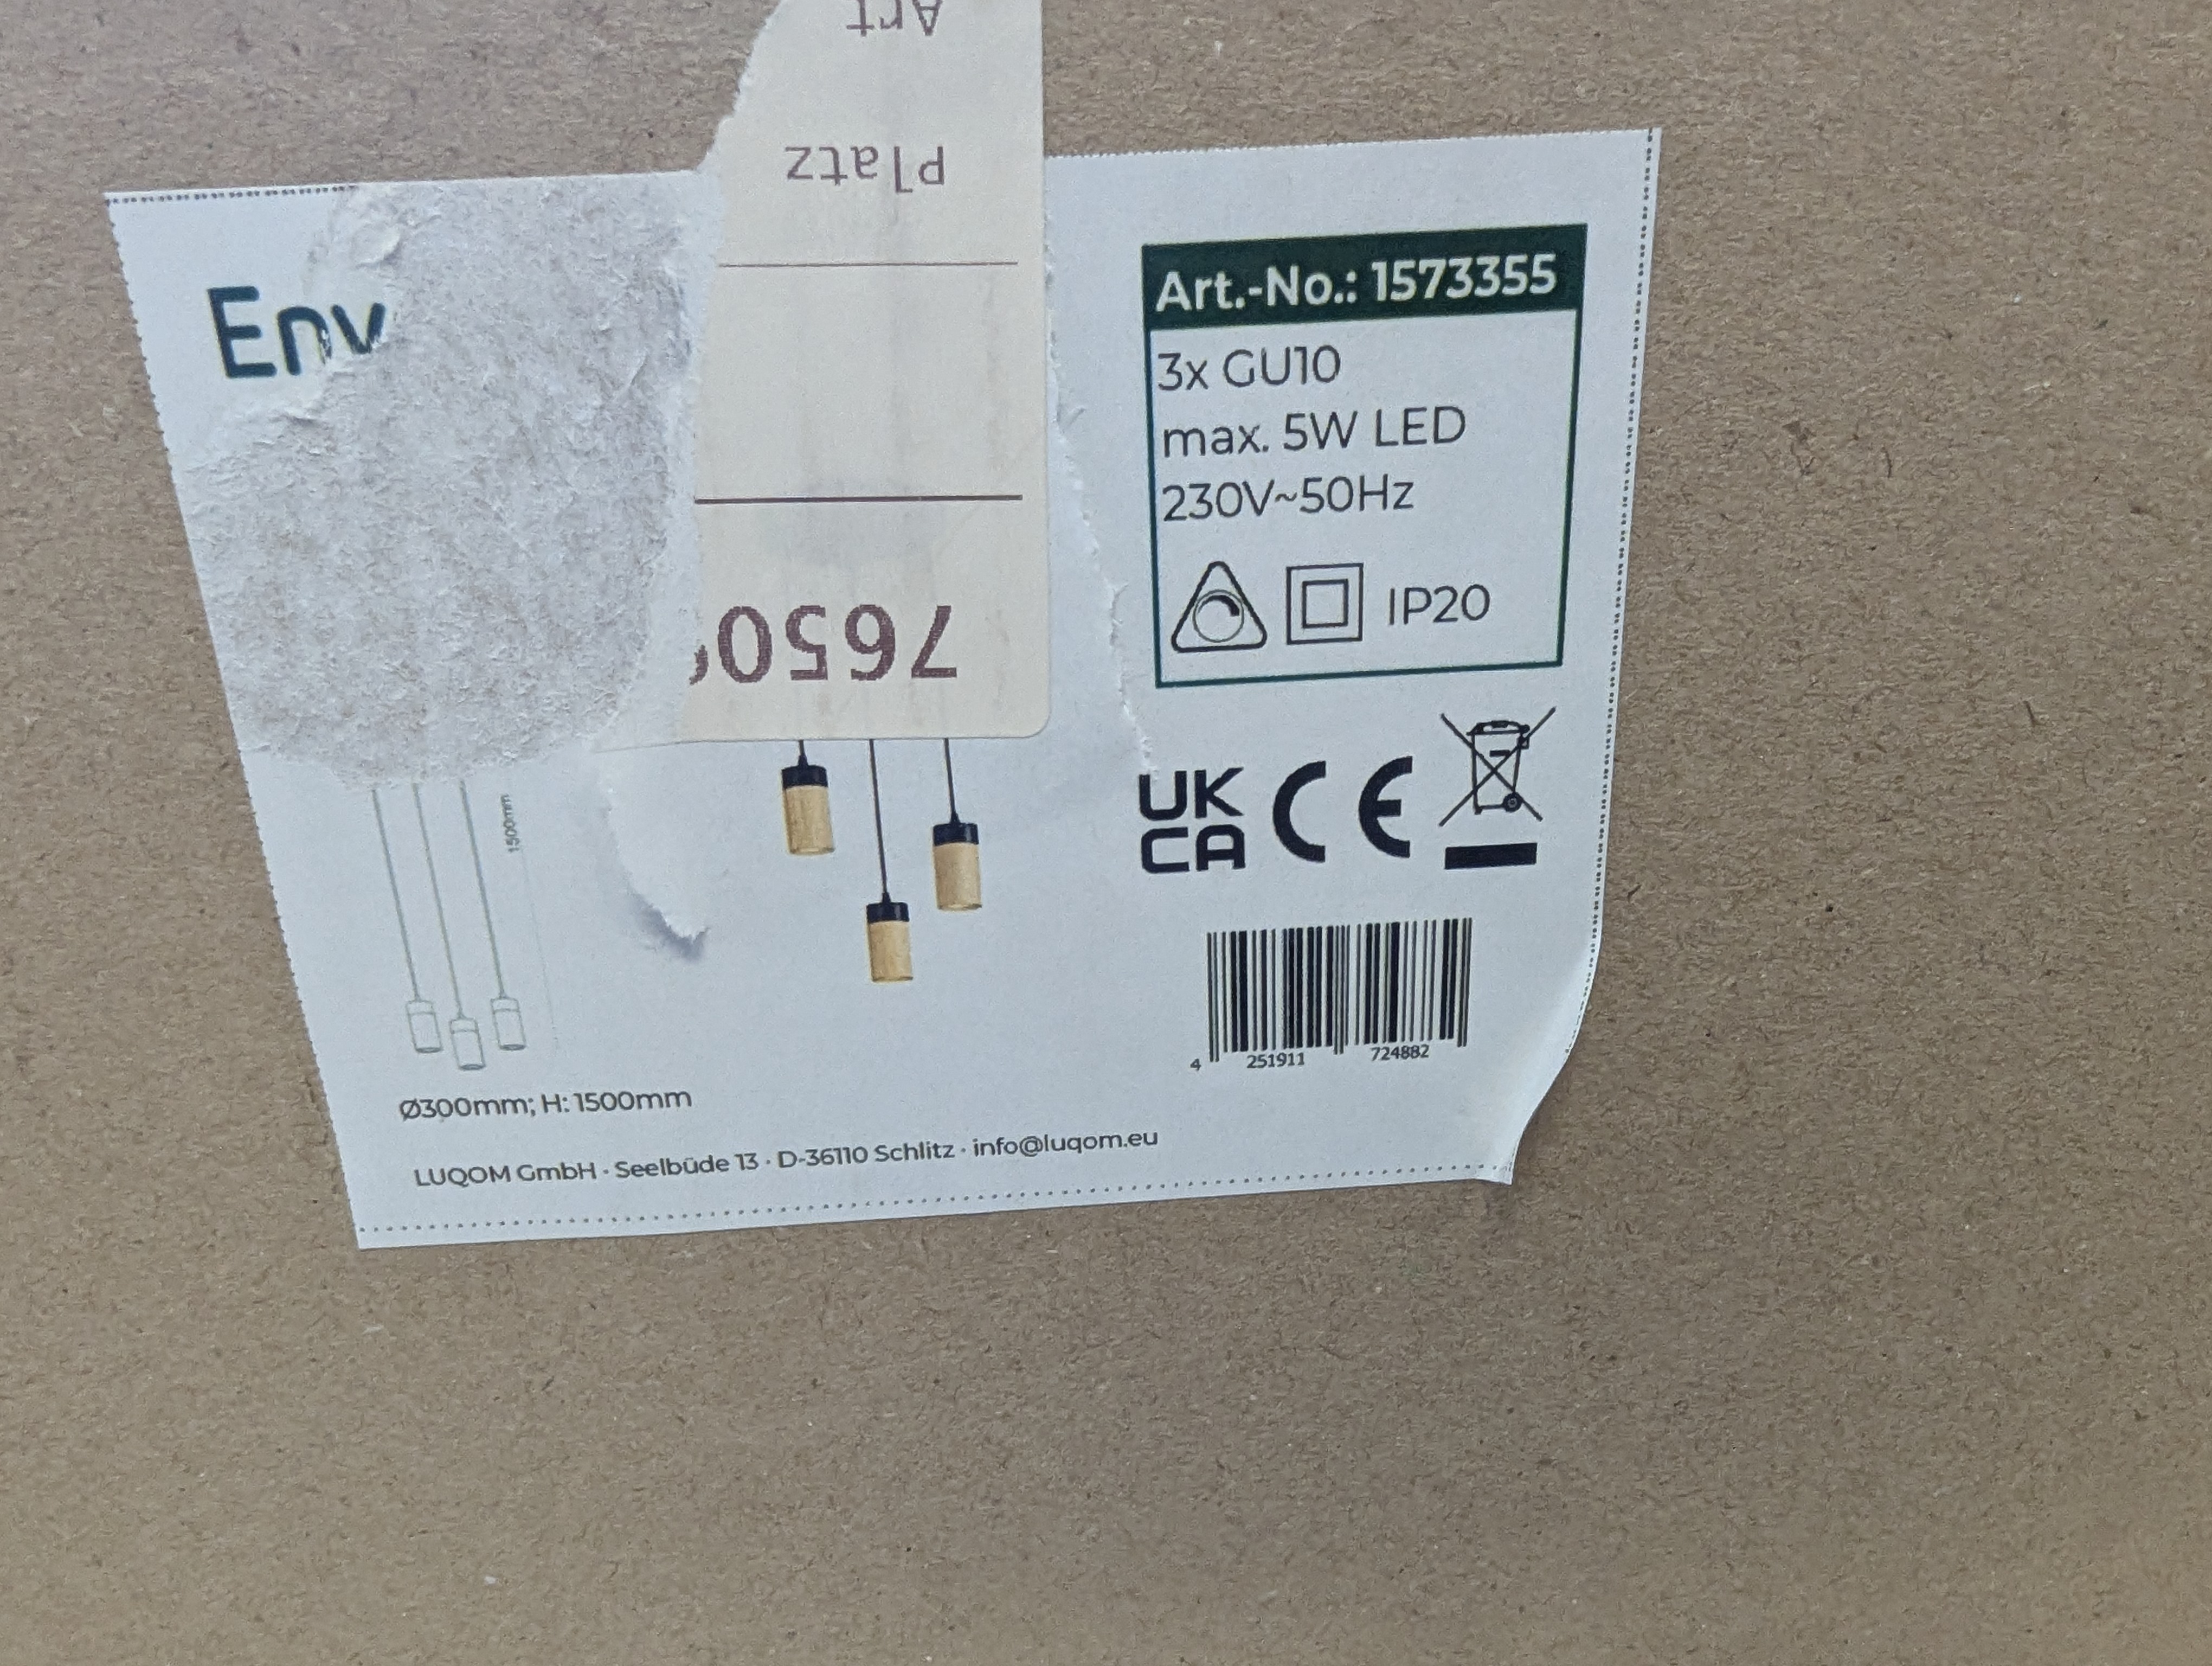 Art
Platz
7650
Env
Art.-No.: 1573355
3x GU10
max. 5W LED
230V~50Hz
IP20
UK
CA
CE
1500mm
4 251911 724882
Ø300mm; H: 1500mm
LUQOM GmbH · Seelbüde 13 · D-36110 Schlitz · info@luqom.eu